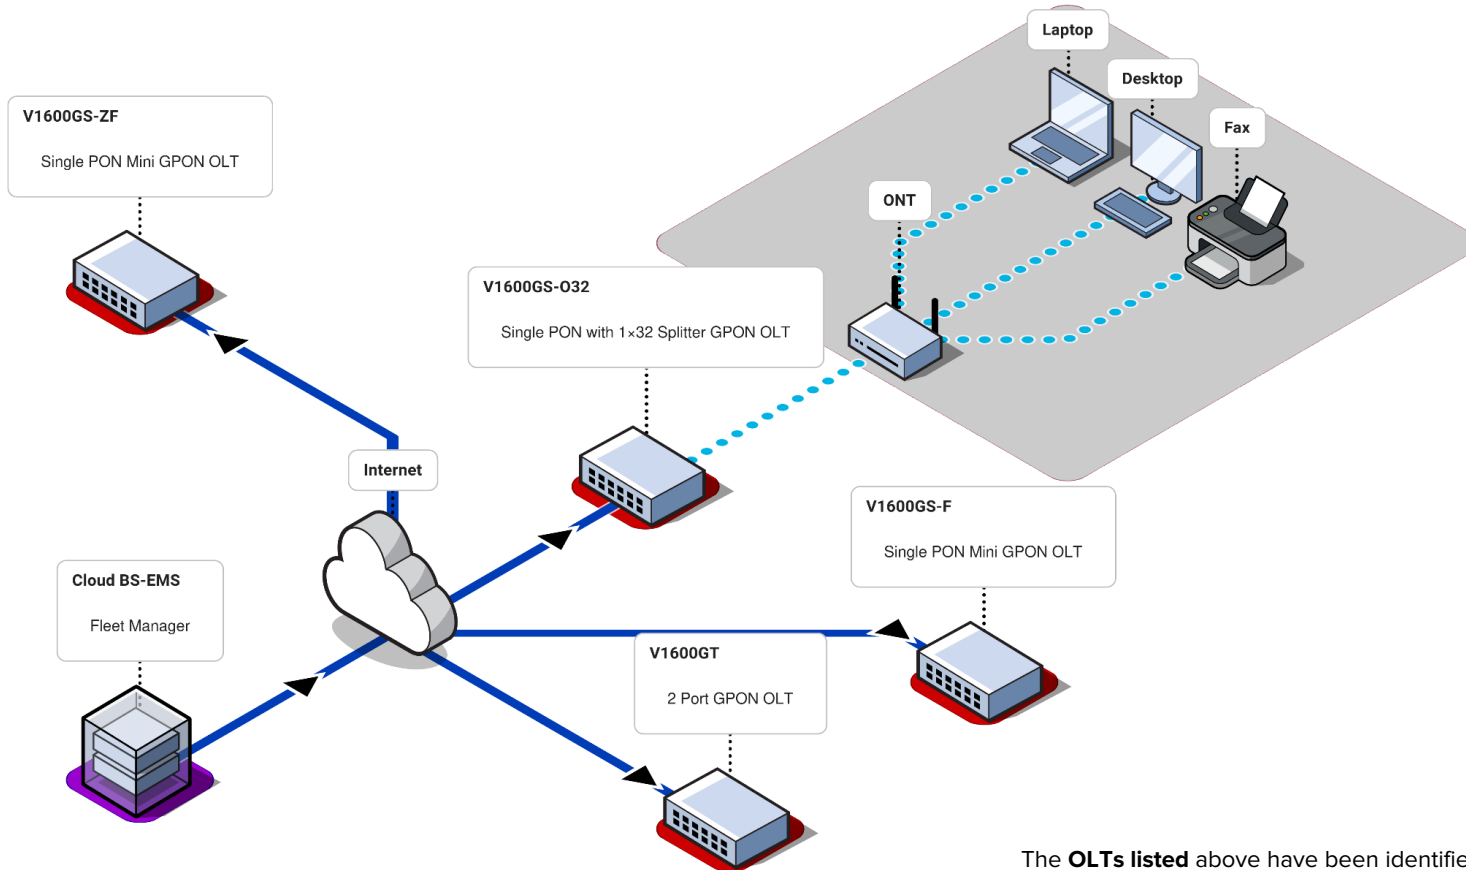 Laptop
Desktop
Fax
V1600GS-ZF
Single PON Mini GPON OLT
ONT
V1600GS-O32
Single PON with 1×32 Splitter GPON OLT
Internet
V1600GS-F
Single PON Mini GPON OLT
Cloud BS-EMS
Fleet Manager
V1600GT
2 Port GPON OLT
The OLTs listed above have been identifie